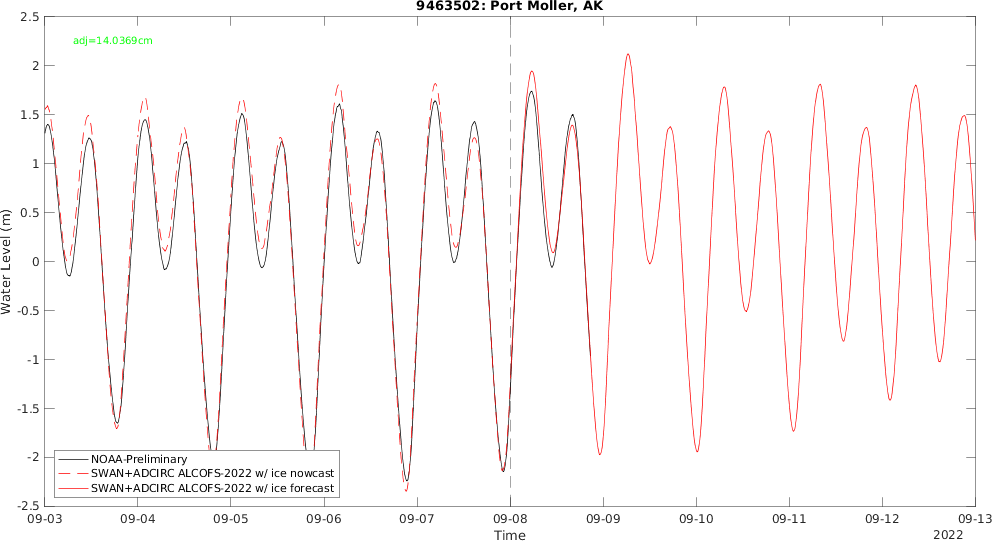 9463502: Port Moller, AK
adj=14.0369cm
Water Level (m)
2.5
2
1.5
1
0.5
0
-0.5
-1
-1.5
-2
-2.5
NOAA-Preliminary
SWAN+ADCIRC ALCOFS-2022 w/ ice nowcast
SWAN+ADCIRC ALCOFS-2022 w/ ice forecast
09-03 09-04 09-05 09-06 09-07 09-08 09-09 09-10 09-11 09-12 09-13
Time
2022